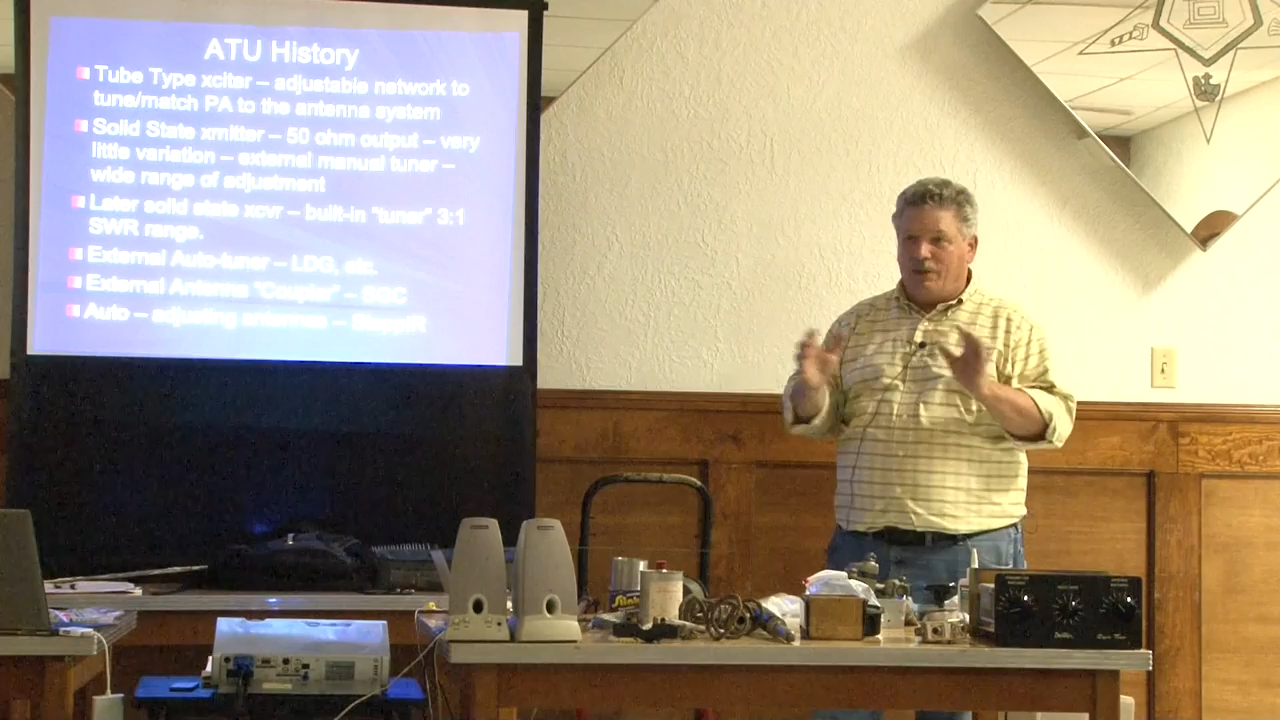 ATU History
Tube Type xciter – adjustable network to
tune/match PA to the antenna system
Solid State xmitter – 50 ohm output – very
little variation – external manual tuner –
wide range of adjustment
Later solid state xcvr – built-in "tuner" 3:1
SWR range.
External Auto-tuner – LDG, etc.
External Antenna "Coupler" – SGC
Auto – adjusting antennas – SteppIR